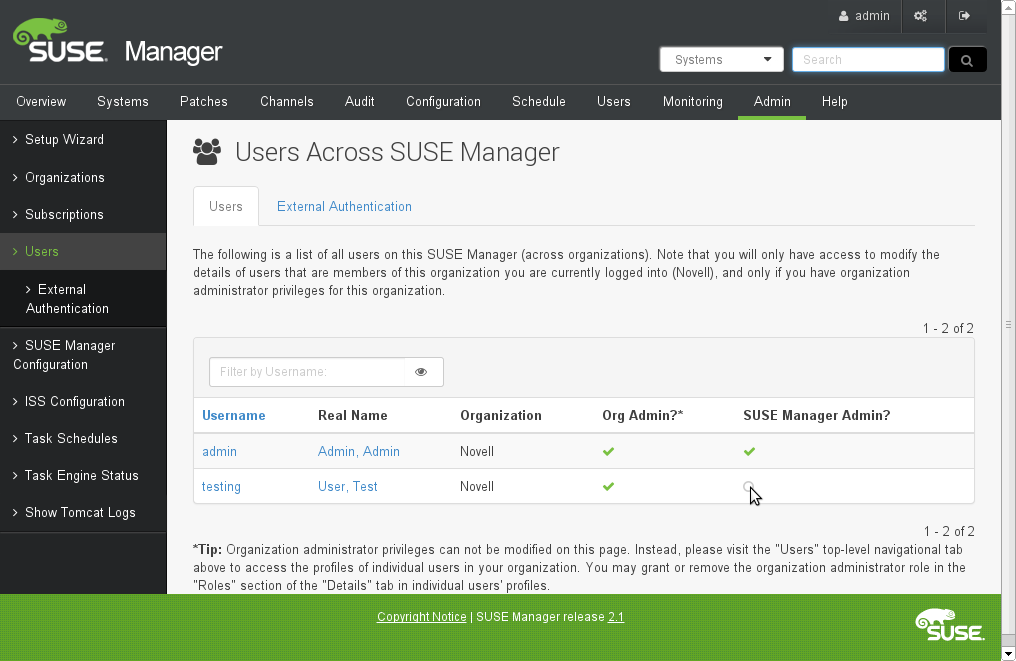 admin
SUSE Manager
Systems
Search
Overview Systems Patches Channels Audit Configuration Schedule Users Monitoring Admin Help
Setup Wizard
Organizations
Subscriptions
Users
External
Authentication
SUSE Manager
Configuration
ISS Configuration
Task Schedules
Task Engine Status
Show Tomcat Logs
Users Across SUSE Manager
Users External Authentication
The following is a list of all users on this SUSE Manager (across organizations). Note that you will only have access to modify the
details of users that are members of this organization you are currently logged into (Novell), and only if you have organization
administrator privileges for this organization.
1 - 2 of 2
Filter by Username:
Username Real Name Organization Org Admin?* SUSE Manager Admin?
admin Admin, Admin Novell
testing User, Test Novell
1 - 2 of 2
*Tip: Organization administrator privileges can not be modified on this page. Instead, please visit the "Users" top-level navigational tab
above to access the profiles of individual users in your organization. You may grant or remove the organization administrator role in the
"Roles" section of the "Details" tab in individual users' profiles.
Copyright Notice | SUSE Manager release 2.1
SUSE